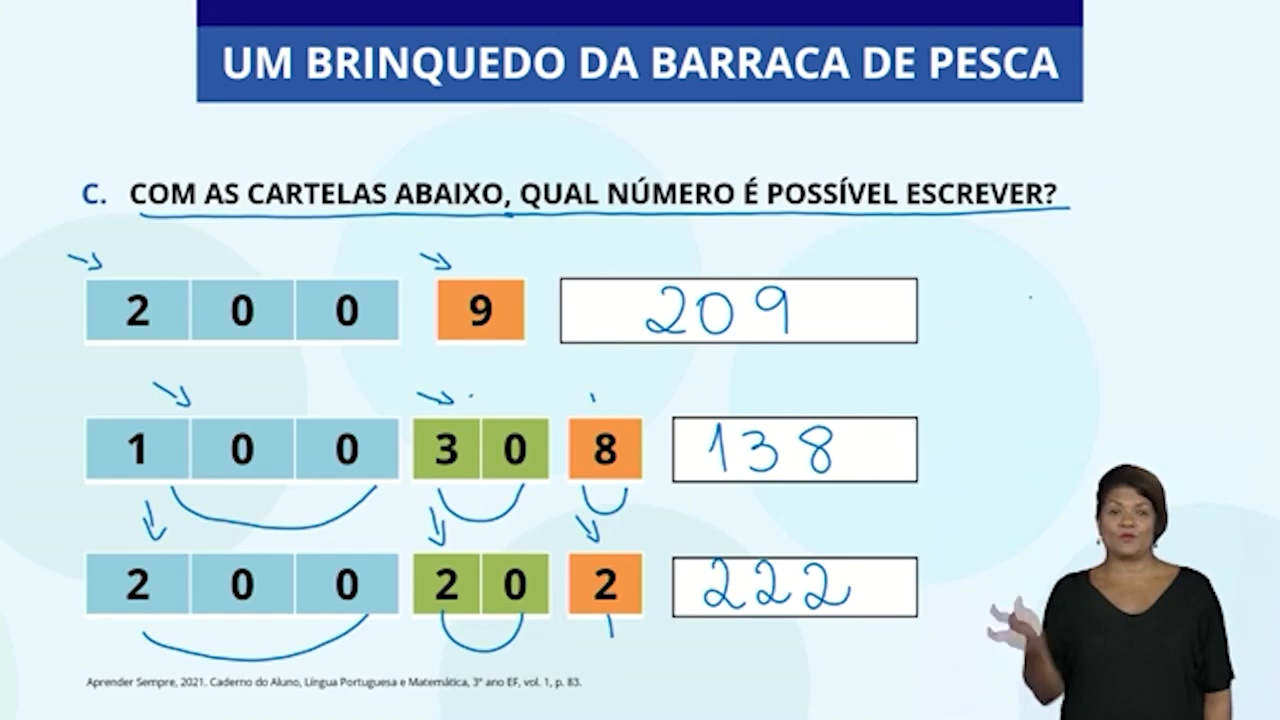 UM BRINQUEDO DA BARRACA DE PESCA
C. COM AS CARTELAS ABAIXO, QUAL NÚMERO É POSSÍVEL ESCREVER?
2 0 0 9 209
1 0 0 3 0 8 138
2 0 0 2 0 2 222
Aprender Sempre, 2021. Caderno do Aluno, Língua Portuguesa e Matemática, 3º ano EF, vol. 1, p. 83.